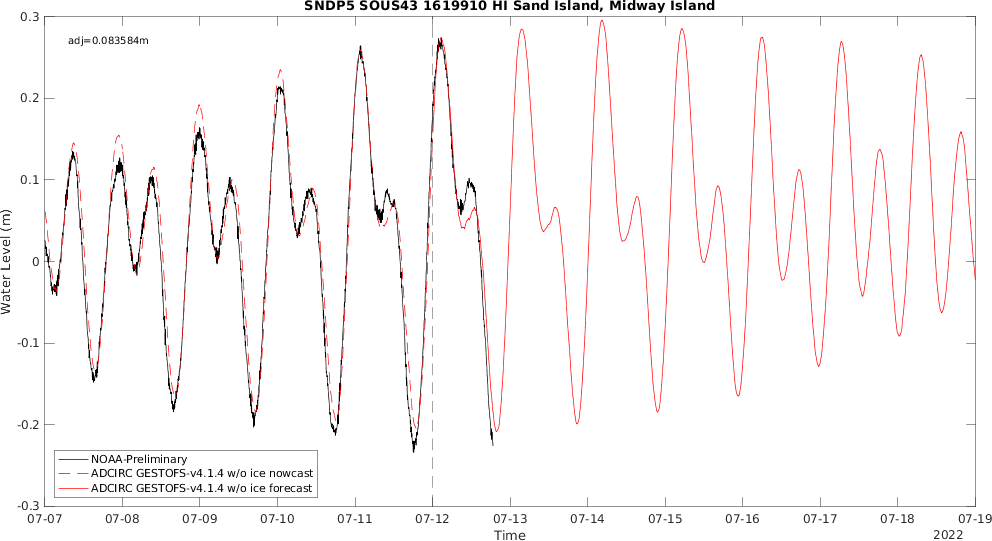 SNDP5 SOUS43 1619910 HI Sand Island, Midway Island
adj=0.083584m
Water Level (m)
0.3
0.2
0.1
0
-0.1
-0.2
-0.3
NOAA-Preliminary
ADCIRC GESTOFS-v4.1.4 w/o ice nowcast
ADCIRC GESTOFS-v4.1.4 w/o ice forecast
07-07 07-08 07-09 07-10 07-11 07-12 07-13 07-14 07-15 07-16 07-17 07-18 07-19
Time
2022